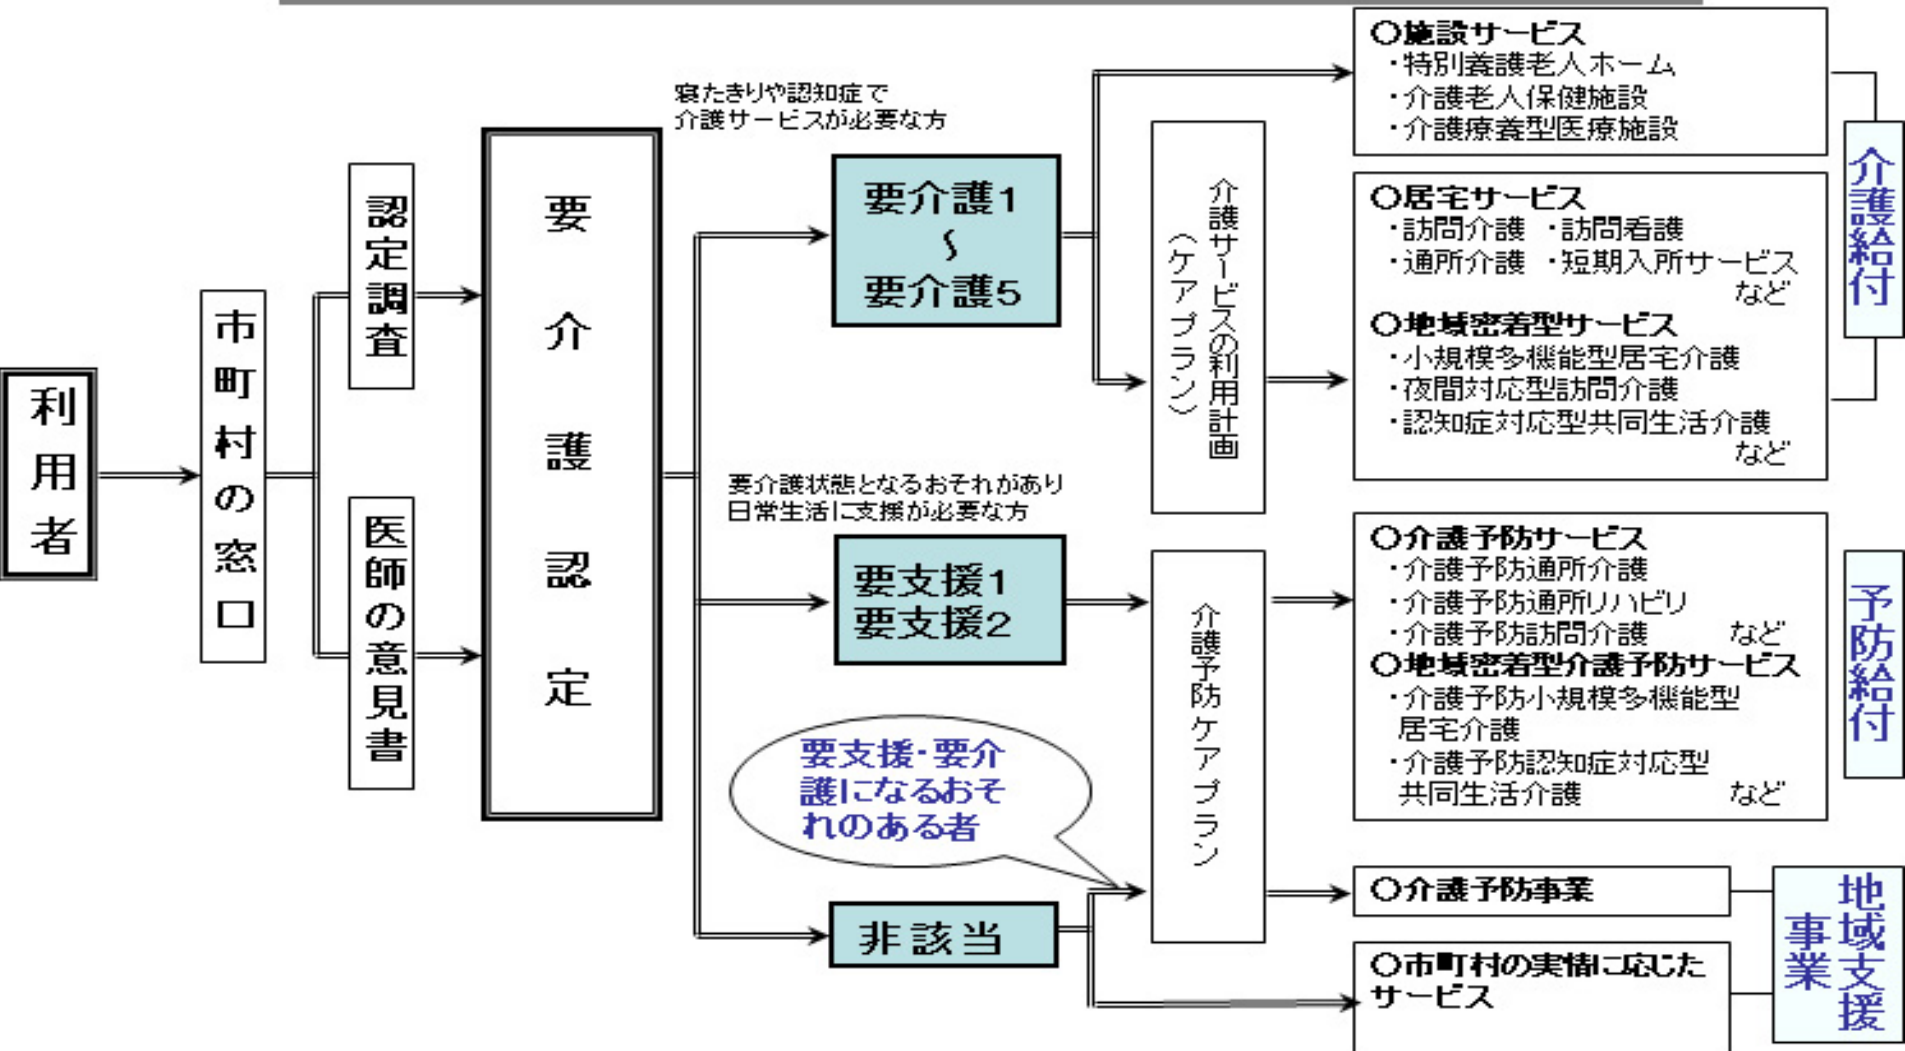 利用者
市町村の窓口
認定調査
医師の意見書
要介護認定
寝たきりや認知症で
介護サービスが必要な方
要介護1
〜
要介護5
介護サービスの利用計画
（ケアプラン）
○施設サービス
・特別養護老人ホーム
・介護老人保健施設
・介護療養型医療施設
○居宅サービス
・訪問介護 ・訪問看護
・通所介護 ・短期入所サービス
など
○地域密着型サービス
・小規模多機能型居宅介護
・夜間対応型訪問介護
・認知症対応型共同生活介護
など
介護給付
要介護状態となるおそれがあり
日常生活に支援が必要な方
要支援1
要支援2
介護予防ケアプラン
○介護予防サービス
・介護予防通所介護
・介護予防通所リハビリ
・介護予防訪問介護 など
○地域密着型介護予防サービス
・介護予防小規模多機能型
居宅介護
・介護予防認知症対応型
共同生活介護 など
予防給付
要支援・要介
護になるおそ
れのある者
非該当
○介護予防事業
○市町村の実情に応じた
サービス
地域支援
事業